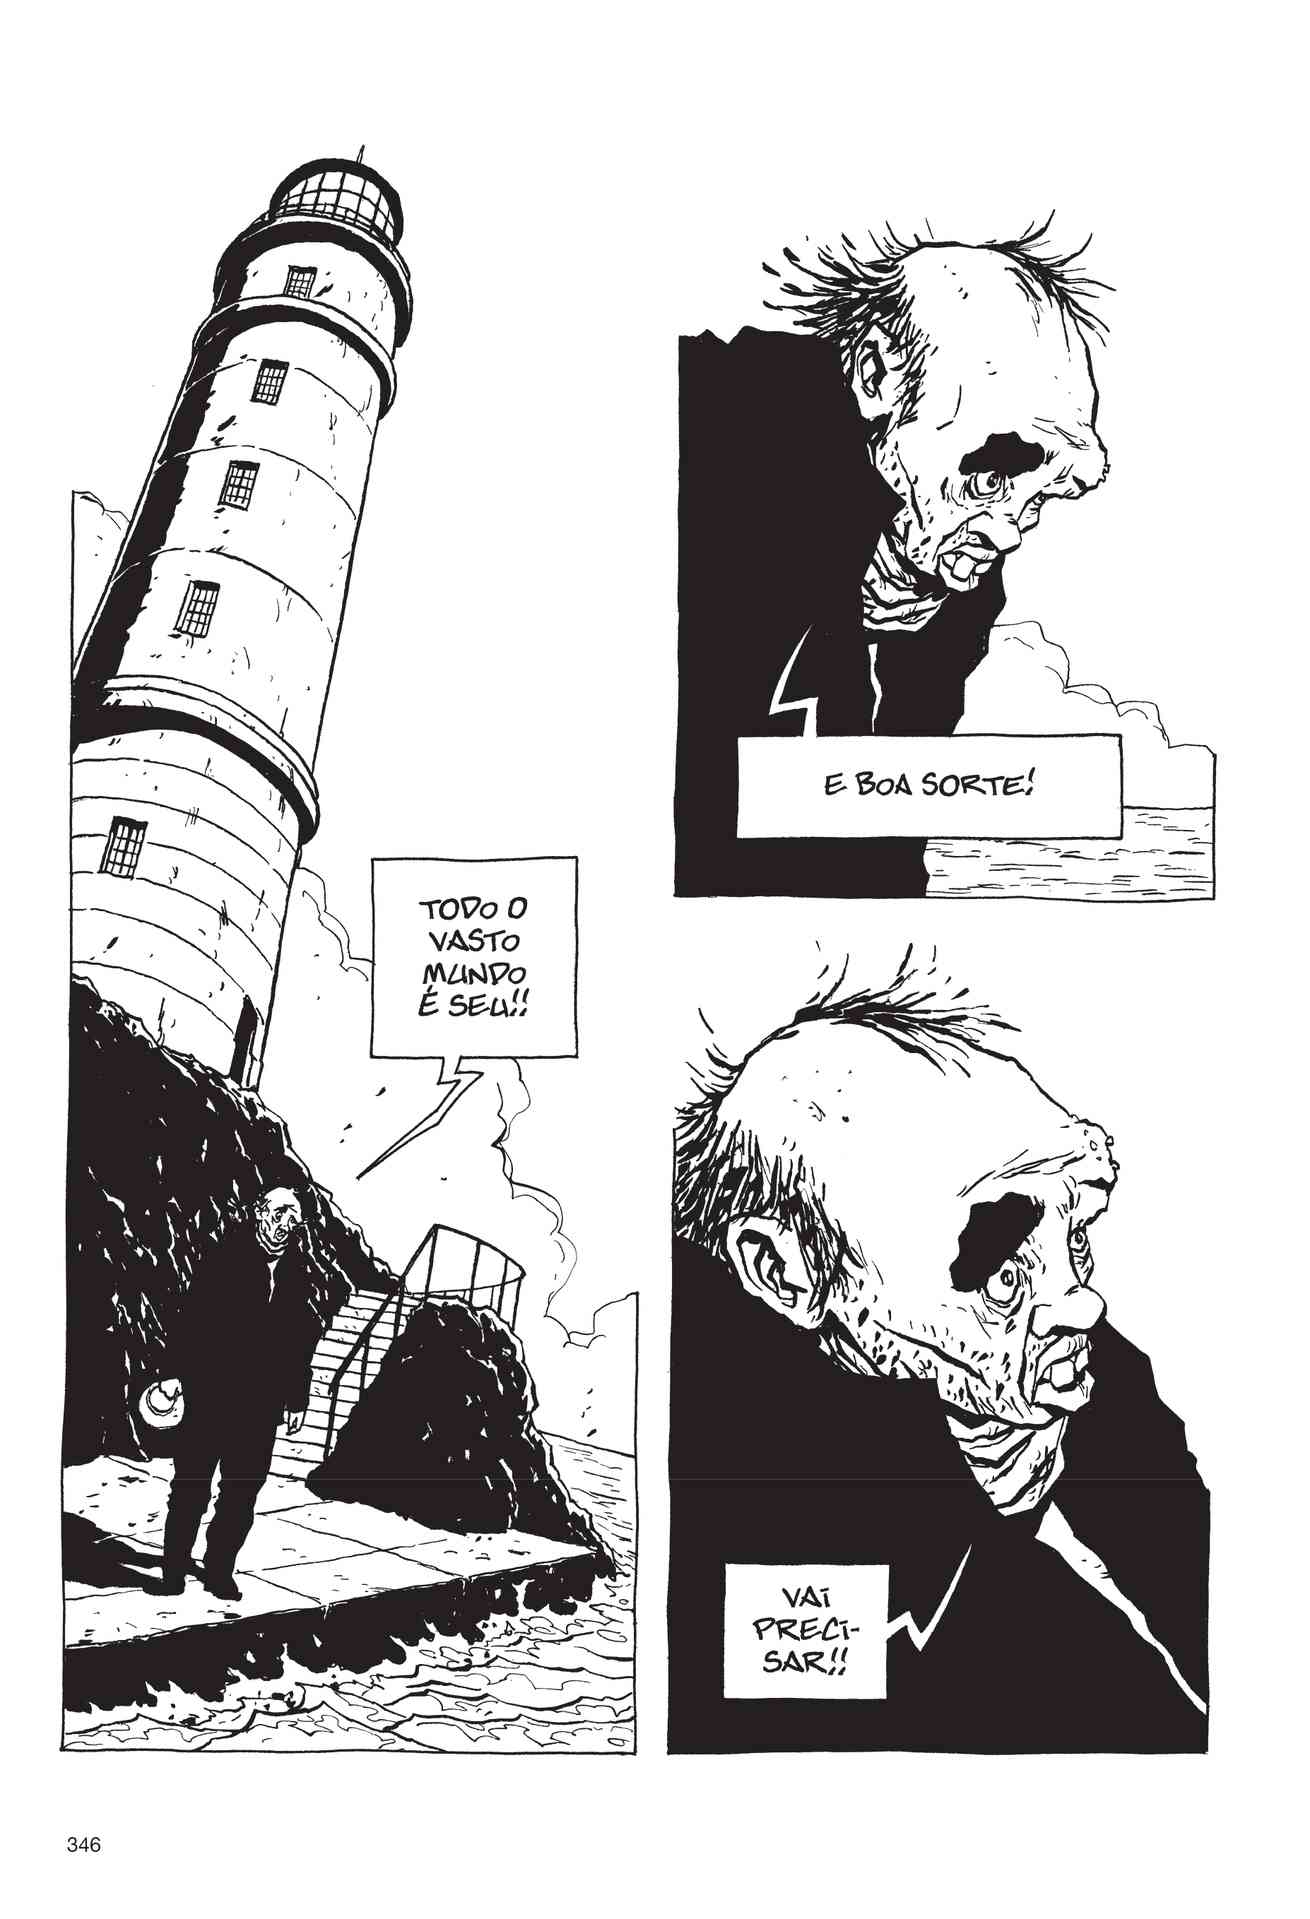 TODO O
VASTO
MUNDO
É SEU!!
E BOA SORTE!
VAI
PRECI-
SAR!!
346